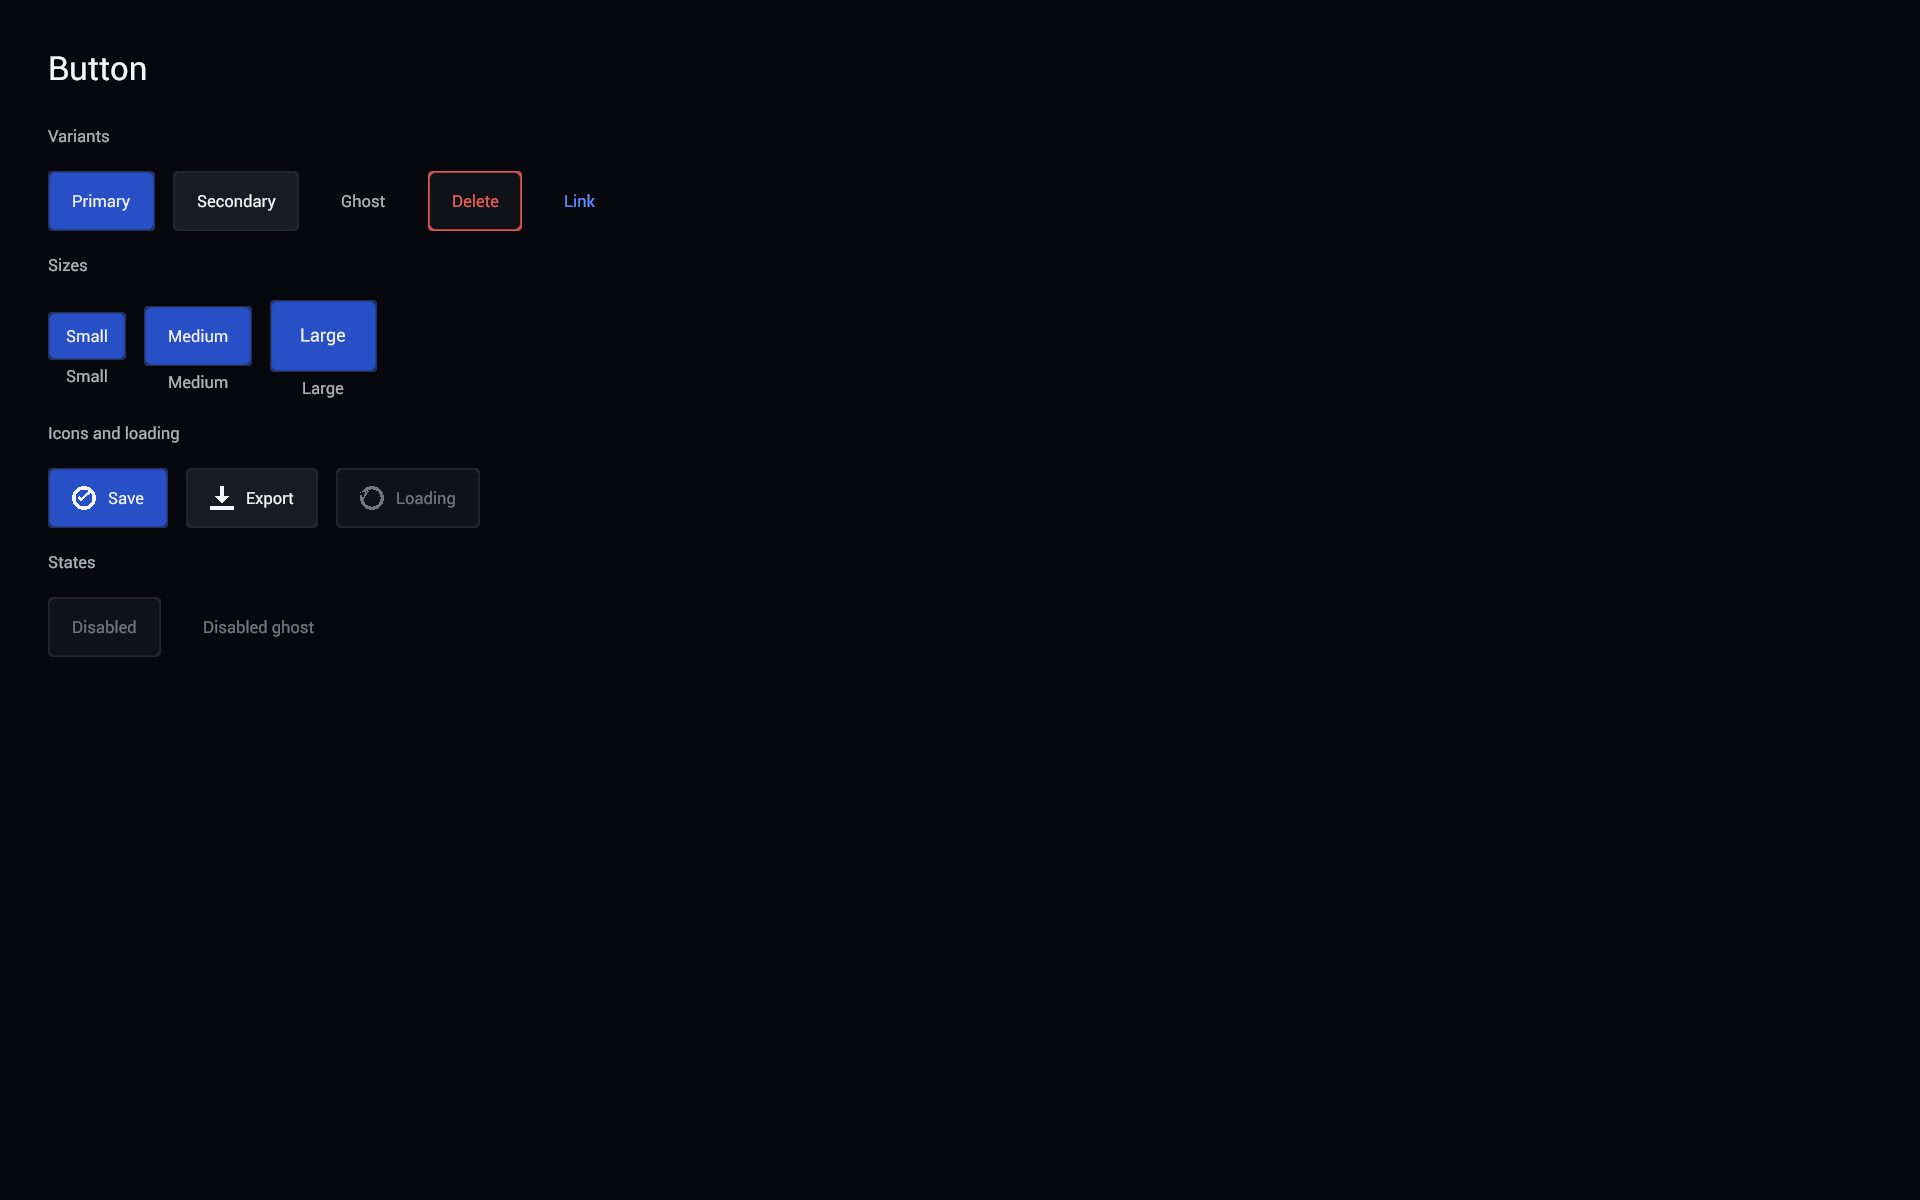 Button
Variants
Primary Secondary Ghost Delete Link
Sizes
Small Medium Large
Small Medium Large
Icons and loading
Save Export Loading
States
Disabled Disabled ghost